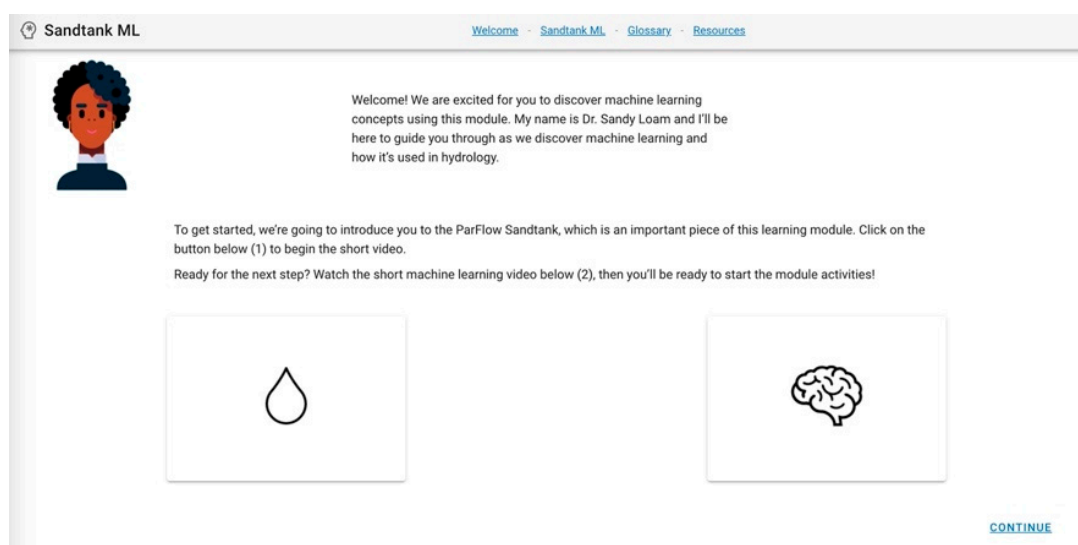 Sandtank ML
Welcome - Sandtank ML - Glossary - Resources
Welcome! We are excited for you to discover machine learning
concepts using this module. My name is Dr. Sandy Loam and I'll be
here to guide you through as we discover machine learning and
how it's used in hydrology.
To get started, we're going to introduce you to the ParFlow Sandtank, which is an important piece of this learning module. Click on the
button below (1) to begin the short video.
Ready for the next step? Watch the short machine learning video below (2), then you'll be ready to start the module activities!
CONTINUE